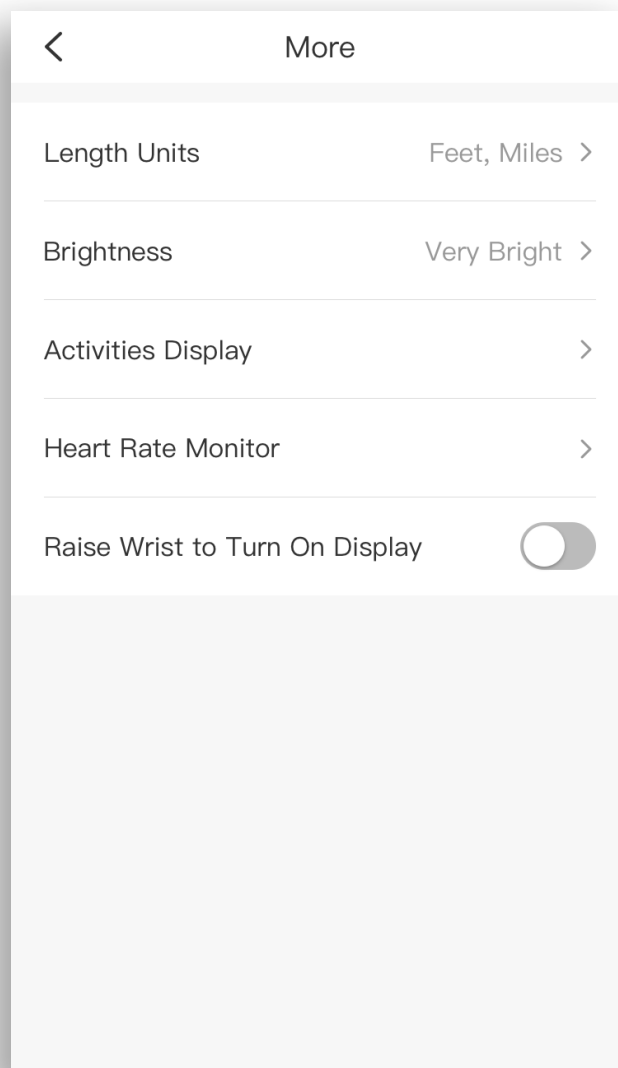 More
Length Units Feet, Miles
Brightness Very Bright
Activities Display
Heart Rate Monitor
Raise Wrist to Turn On Display